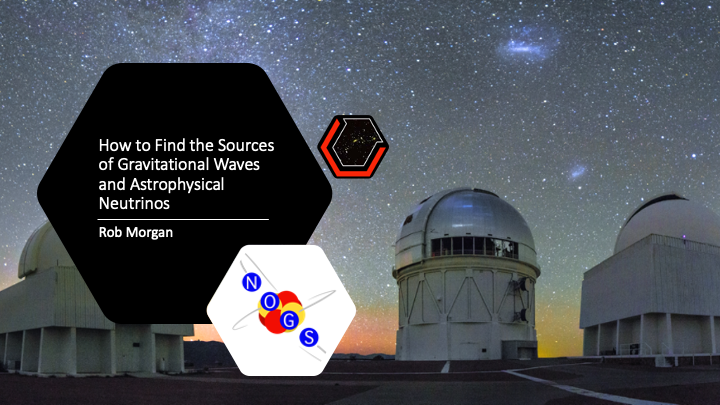 How to Find the Sources
of Gravitational Waves
and Astrophysical
Neutrinos
Rob Morgan
N
O
G
S